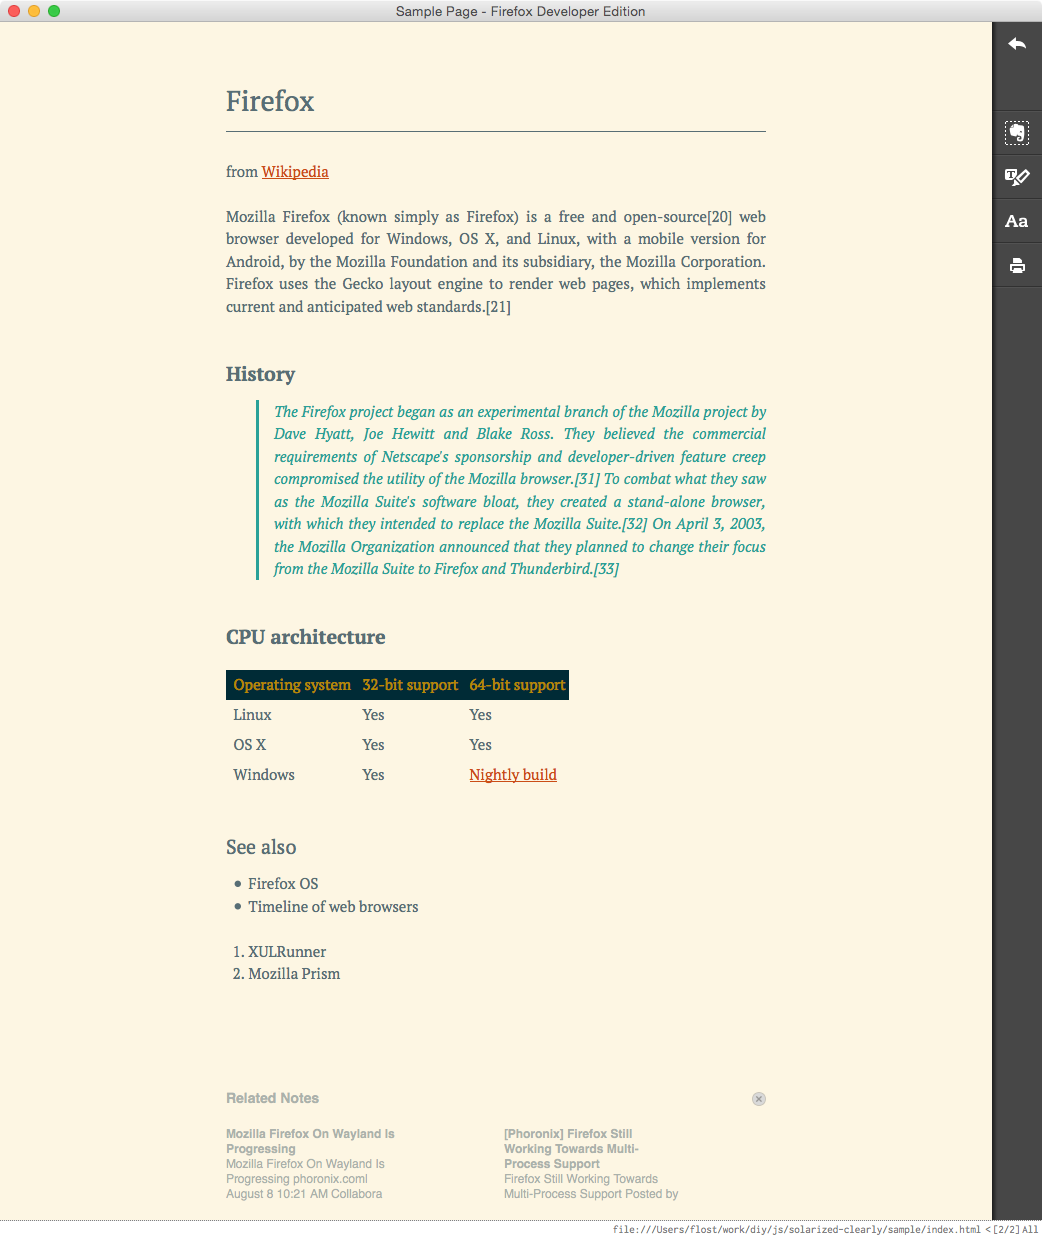 Sample Page - Firefox Developer Edition
Firefox
from Wikipedia
Mozilla Firefox (known simply as Firefox) is a free and open-source[20] web
browser developed for Windows, OS X, and Linux, with a mobile version for
Android, by the Mozilla Foundation and its subsidiary, the Mozilla Corporation.
Firefox uses the Gecko layout engine to render web pages, which implements
current and anticipated web standards.[21]
History
The Firefox project began as an experimental branch of the Mozilla project by
Dave Hyatt, Joe Hewitt and Blake Ross. They believed the commercial
requirements of Netscape's sponsorship and developer-driven feature creep
compromised the utility of the Mozilla browser.[31] To combat what they saw
as the Mozilla Suite's software bloat, they created a stand-alone browser,
with which they intended to replace the Mozilla Suite.[32] On April 3, 2003,
the Mozilla Organization announced that they planned to change their focus
from the Mozilla Suite to Firefox and Thunderbird.[33]
CPU architecture
Operating system 32-bit support 64-bit support
Linux Yes Yes
OS X Yes Yes
Windows Yes Nightly build
See also
• Firefox OS
• Timeline of web browsers
1. XULRunner
2. Mozilla Prism
Related Notes
Mozilla Firefox On Wayland Is
Progressing
Mozilla Firefox On Wayland Is
Progressing phoronix.coml
August 8 10:21 AM Collabora
[Phoronix] Firefox Still
Working Towards Multi-
Process Support
Firefox Still Working Towards
Multi-Process Support Posted by
T
Aa
file:///Users/flost/work/diy/js/solarized-clearly/sample/index.html <[2/2] All